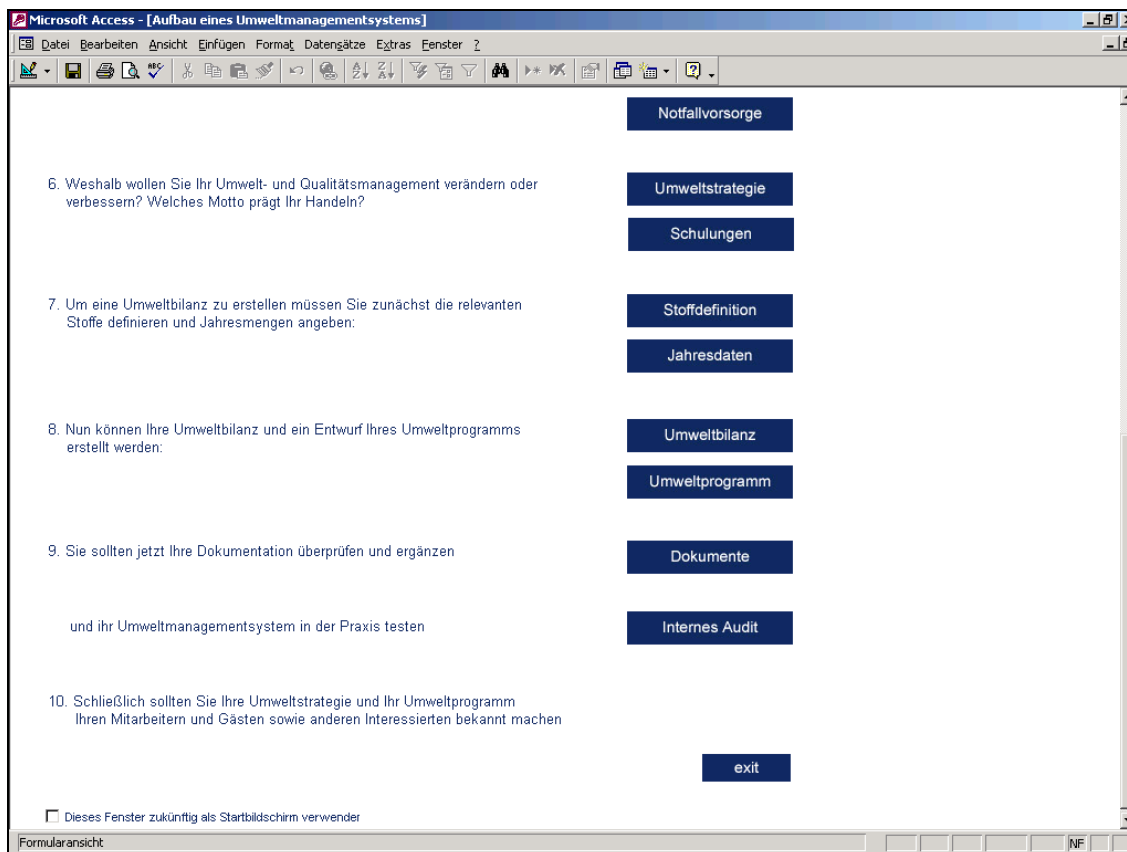 Microsoft Access - [Aufbau eines Umweltmanagementsystems]
Datei Bearbeiten Ansicht Einfügen Format Datensätze Extras Fenster ?
Notfallvorsorge
6. Weshalb wollen Sie Ihr Umwelt- und Qualitätsmanagement verändern oder
verbessern? Welches Motto prägt Ihr Handeln?
Umweltstrategie
Schulungen
7. Um eine Umweltbilanz zu erstellen müssen Sie zunächst die relevanten
Stoffe definieren und Jahresmengen angeben:
Stoffdefinition
Jahresdaten
8. Nun können Ihre Umweltbilanz und ein Entwurf Ihres Umweltprogramms
erstellt werden:
Umweltbilanz
Umweltprogramm
9. Sie sollten jetzt Ihre Dokumentation überprüfen und ergänzen
Dokumente
und ihr Umweltmanagementsystem in der Praxis testen
Internes Audit
10. Schließlich sollten Sie Ihre Umweltstrategie und Ihr Umweltprogramm
Ihren Mitarbeitern und Gästen sowie anderen Interessierten bekannt machen
exit
Dieses Fenster zukünftig als Startbildschirm verwender
Formularansicht NF